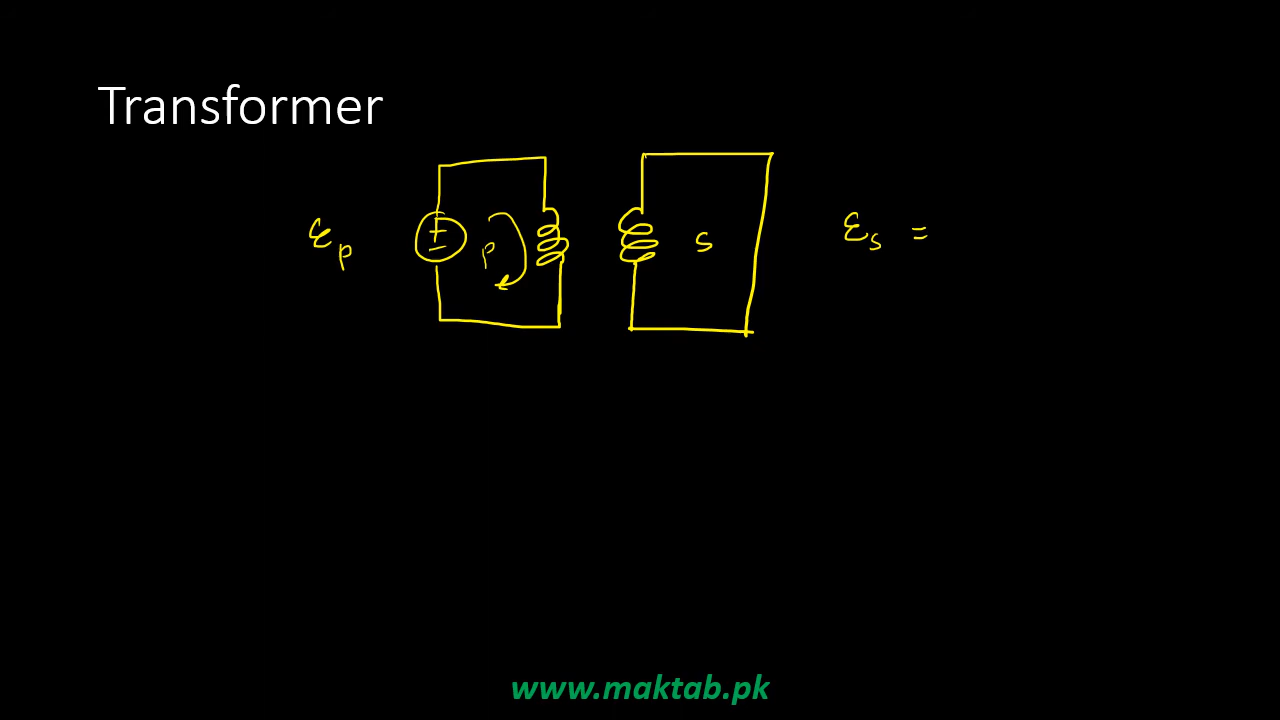 Transformer
εp
+
−
p
s
εs =
www.maktab.pk